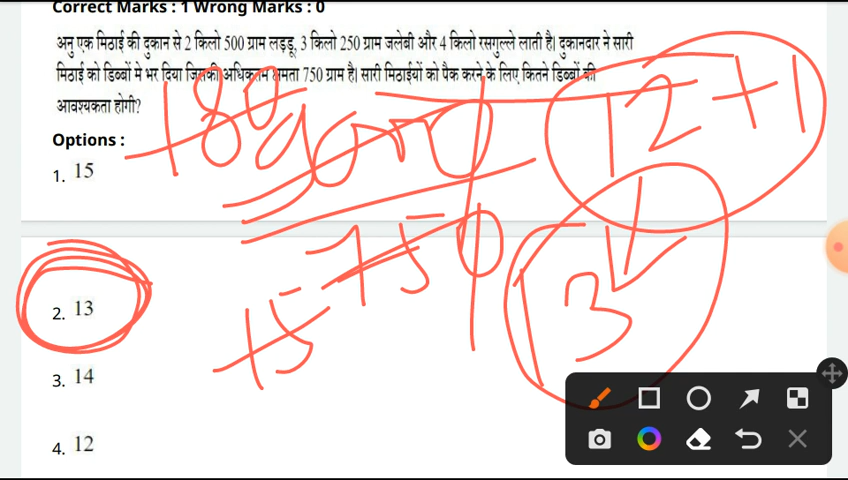 Correct Marks : 1 Wrong Marks : 0
अनु एक मिठाई की दुकान से 2 किलो 500 ग्राम लड्डू, 3 किलो 250 ग्राम जलेबी और 4 किलो रसगुल्ले लाती है। दुकानदार ने सारी
मिठाई को डिब्बों मे भर दिया जिसकी अधिकतम क्षमता 750 ग्राम है। सारी मिठाईयों को पैक करने के लिए कितने डिब्बों की
आवश्यकता होगी?
Options :
1. 15
2. 13
3. 14
4. 12
12 + 1
750
15
13